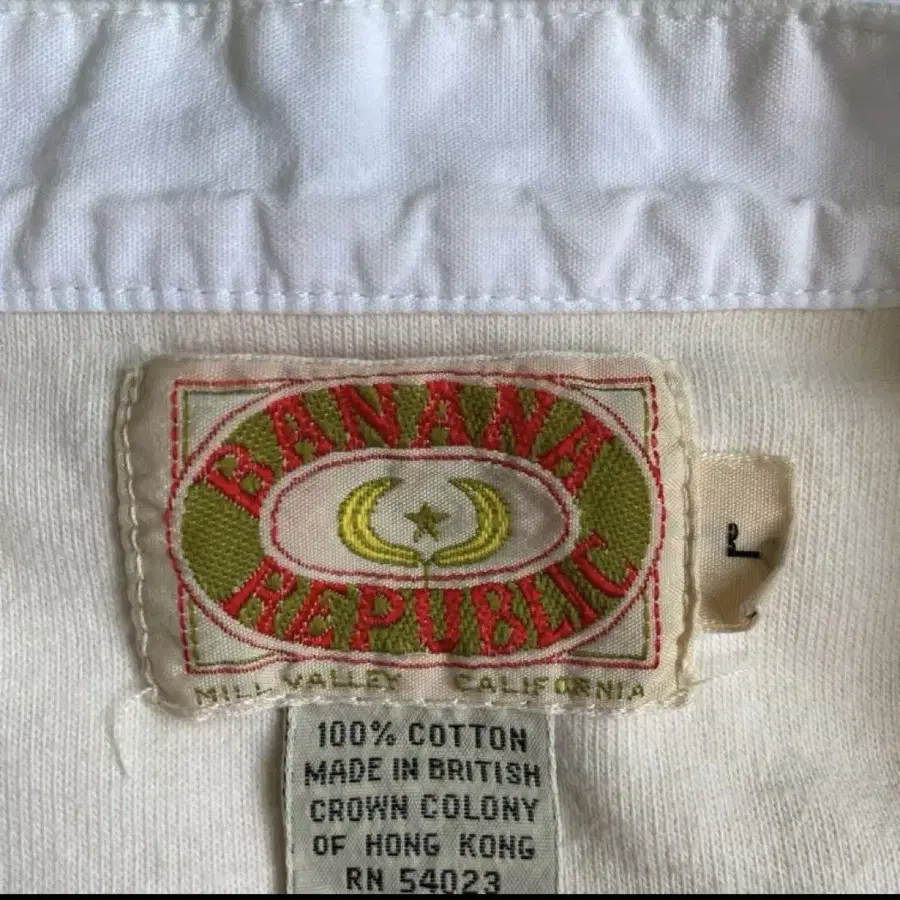 BANANA
REPUBLIC
MILL VALLEY CALIFORNIA
L
100% COTTON
MADE IN BRITISH
CROWN COLONY
OF HONG KONG
RN 54023